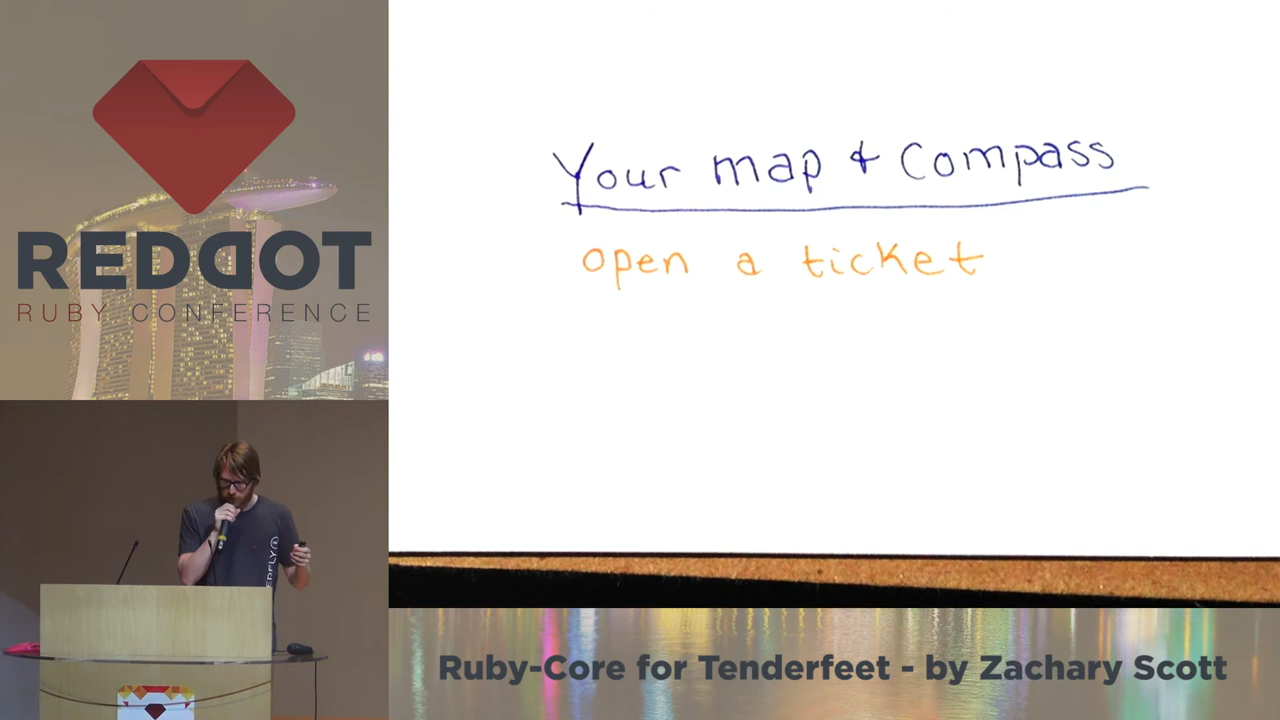 REDDOT
RUBY CONFERENCE
Your map & Compass
open a ticket
Ruby-Core for Tenderfeet - by Zachary Scott